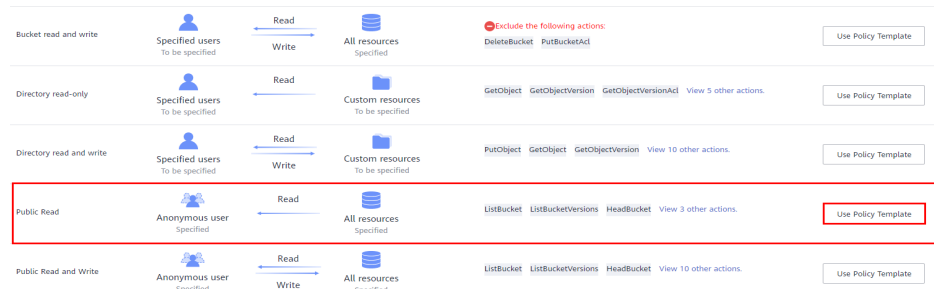 Bucket read and write
Specified users
To be specified
Read
Write
All resources
Specified
Exclude the following actions:
DeleteBucket PutBucketAcl
Use Policy Template
Directory read-only
Specified users
To be specified
Read
Custom resources
To be specified
GetObject GetObjectVersion GetObjectVersionAcl View 5 other actions.
Use Policy Template
Directory read and write
Specified users
To be specified
Read
Write
Custom resources
To be specified
PutObject GetObject GetObjectVersion View 10 other actions.
Use Policy Template
Public Read
Anonymous user
Specified
Read
All resources
Specified
ListBucket ListBucketVersions HeadBucket View 3 other actions.
Use Policy Template
Public Read and Write
Anonymous user
Specified
Read
Write
All resources
Specified
ListBucket ListBucketVersions HeadBucket View 10 other actions.
Use Policy Template